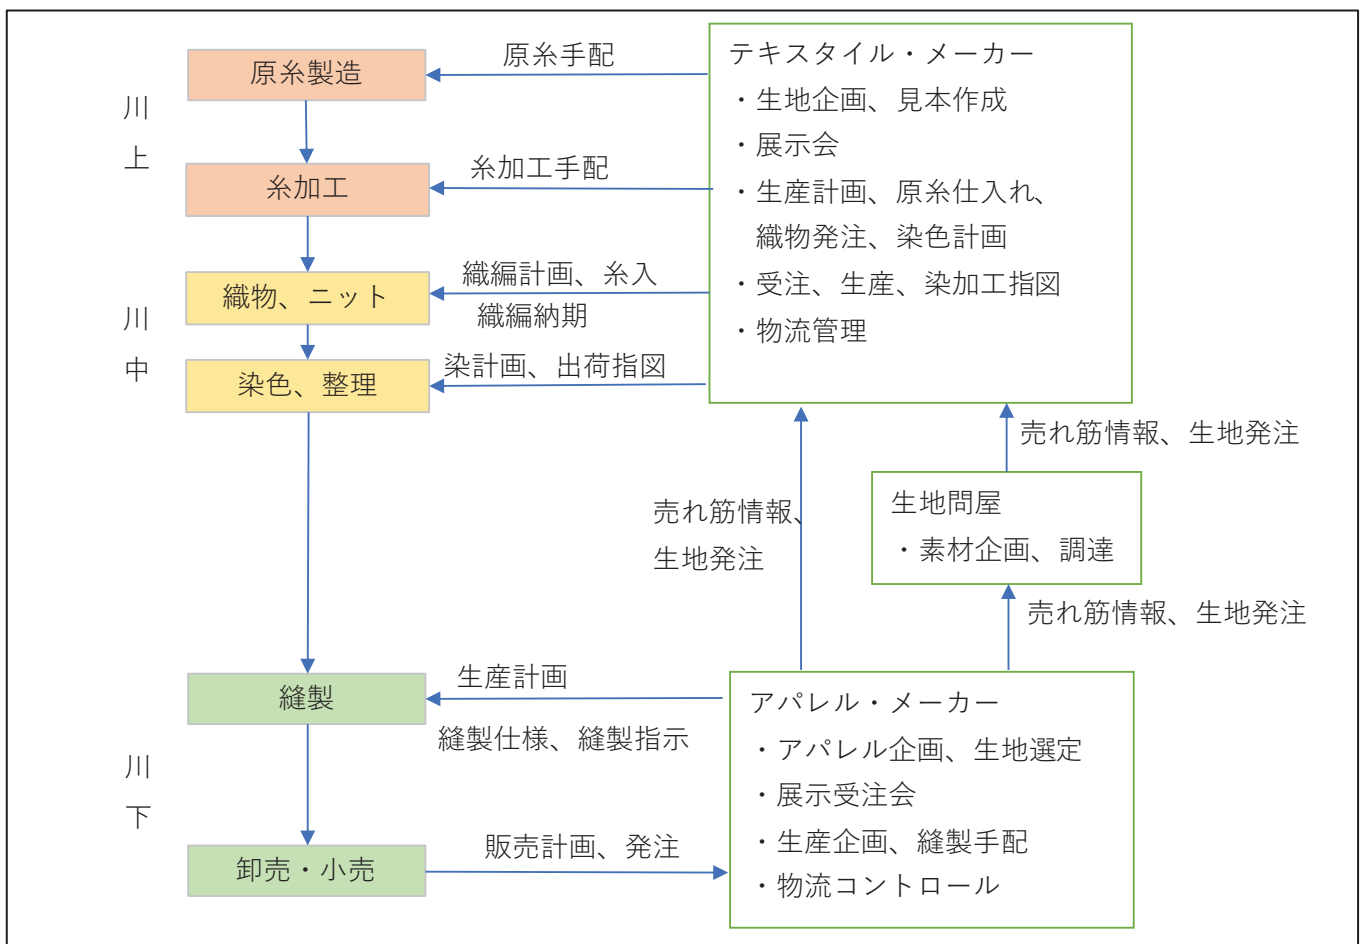 川
上
川
中
川
下
原糸製造
糸加工
織物、ニット
染色、整理
縫製
卸売・小売
原糸手配
糸加工手配
織編計画、糸入
織編納期
染計画、出荷指図
テキスタイル・メーカー
・生地企画、見本作成
・展示会
・生産計画、原糸仕入れ、
織物発注、染色計画
・受注、生産、染加工指図
・物流管理
売れ筋情報、生地発注
生地問屋
・素材企画、調達
売れ筋情報、
生地発注
売れ筋情報、生地発注
生産計画
縫製仕様、縫製指示
販売計画、発注
アパレル・メーカー
・アパレル企画、生地選定
・展示受注会
・生産企画、縫製手配
・物流コントロール